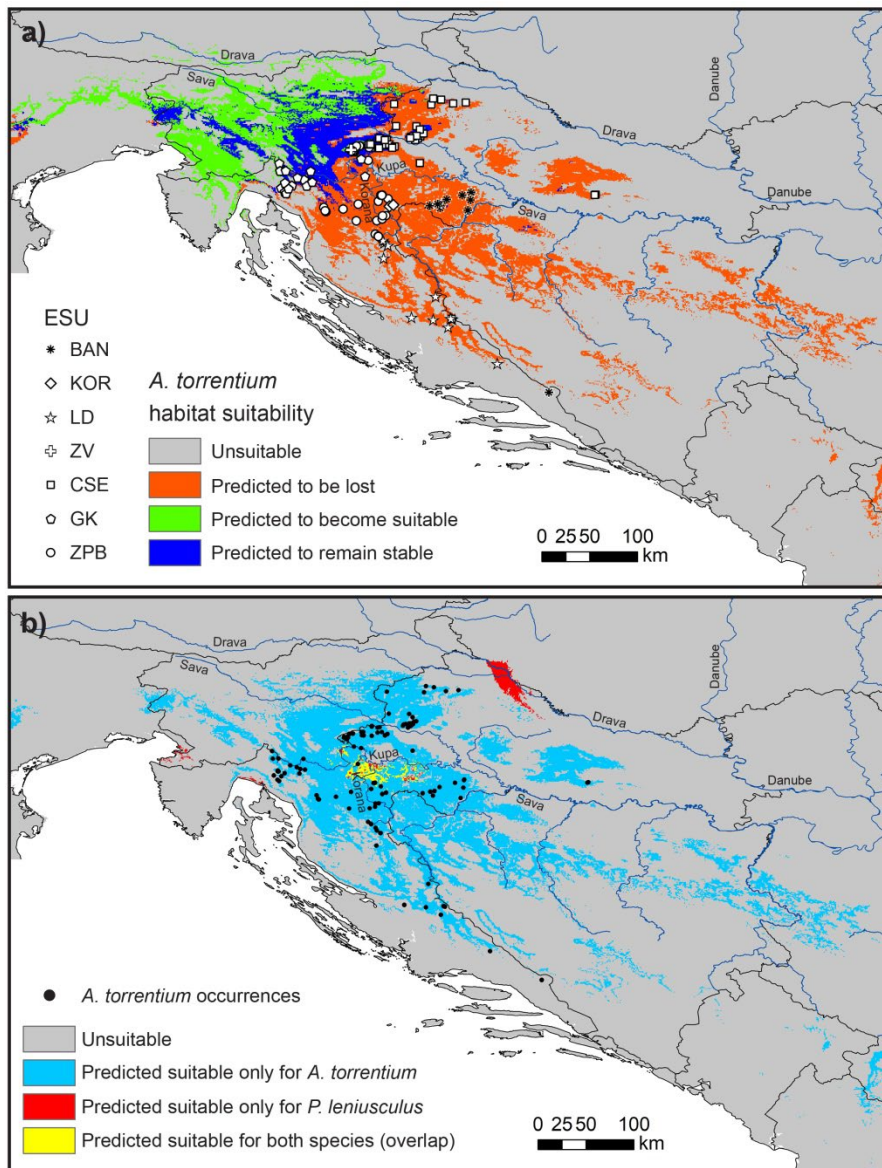 a)
Drava
Danube
Sava
Drava
Kupa
Korana
Danube
Sava
ESU
BAN
KOR
LD
ZV
CSE
GK
ZPB
A. torrentium
habitat suitability
Unsuitable
Predicted to be lost
Predicted to become suitable
Predicted to remain stable
0 25 50 100
km
b)
Drava
Danube
Sava
Drava
Kupa
Korana
Danube
Sava
A. torrentium occurrences
Unsuitable
Predicted suitable only for A. torrentium
Predicted suitable only for P. leniusculus
Predicted suitable for both species (overlap)
0 25 50 100
km